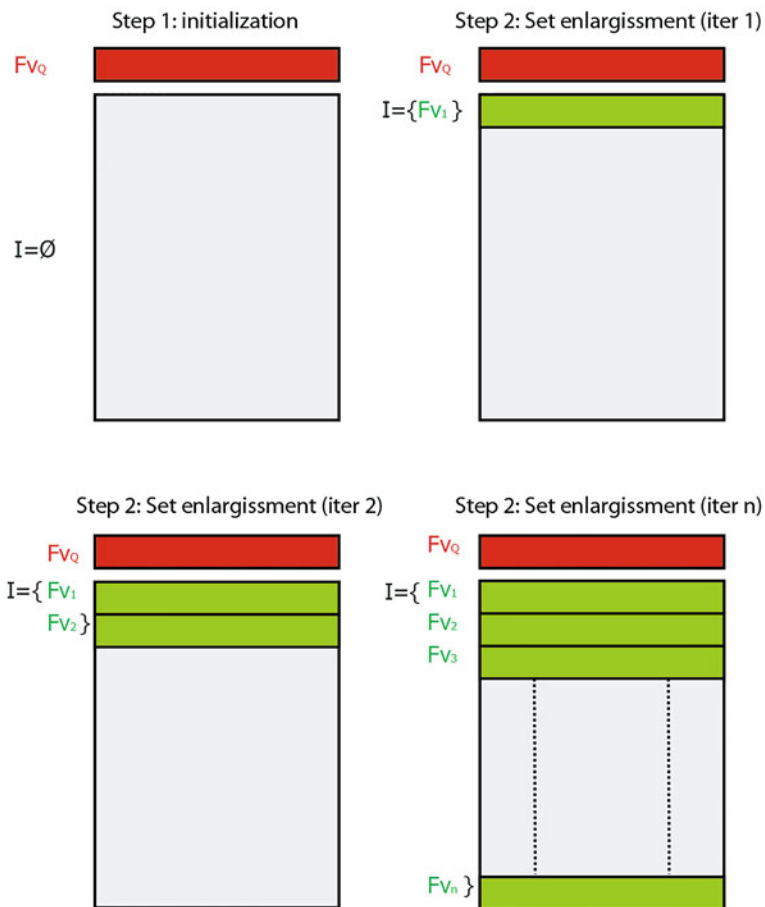 Step 1: initialization
FvQ
I=Ø
Step 2: Set enlargissment (iter 1)
FvQ
I={Fv1 }
Step 2: Set enlargissment (iter 2)
FvQ
I={ Fv1
Fv2 }
Step 2: Set enlargissment (iter n)
FvQ
I={ Fv1
Fv2
Fv3
Fvn }